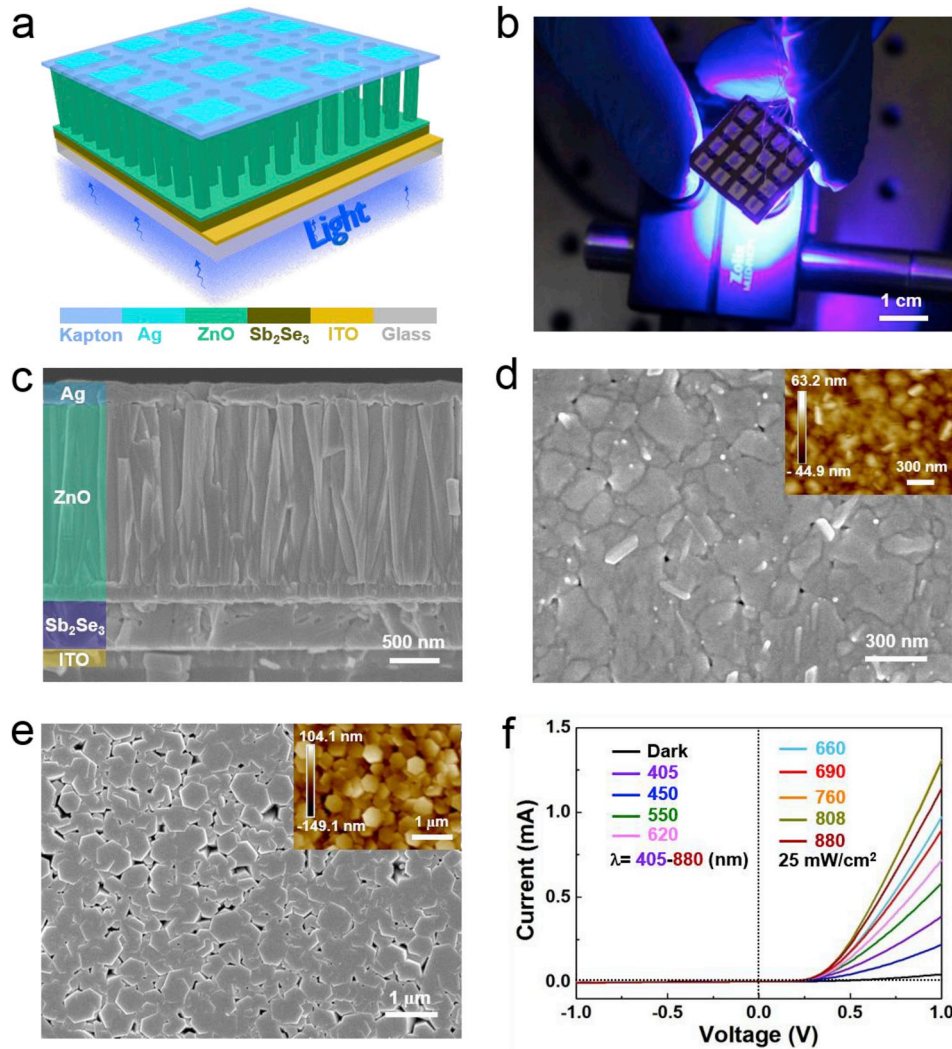 a
Light
Kapton Ag ZnO Sb₂Se₃ ITO Glass
b
Zolix
1 cm
c
Ag
ZnO
Sb₂Se₃
ITO
500 nm
d
63.2 nm
- 44.9 nm
300 nm
300 nm
e
104.1 nm
-149.1 nm
1 μm
1 μm
f
Current (mA)
1.5
1.0
0.5
0.0
Dark
405
450
550
620
λ= 405-880 (nm)
660
690
760
808
880
25 mW/cm²
-1.0 -0.5 0.0 0.5 1.0
Voltage (V)